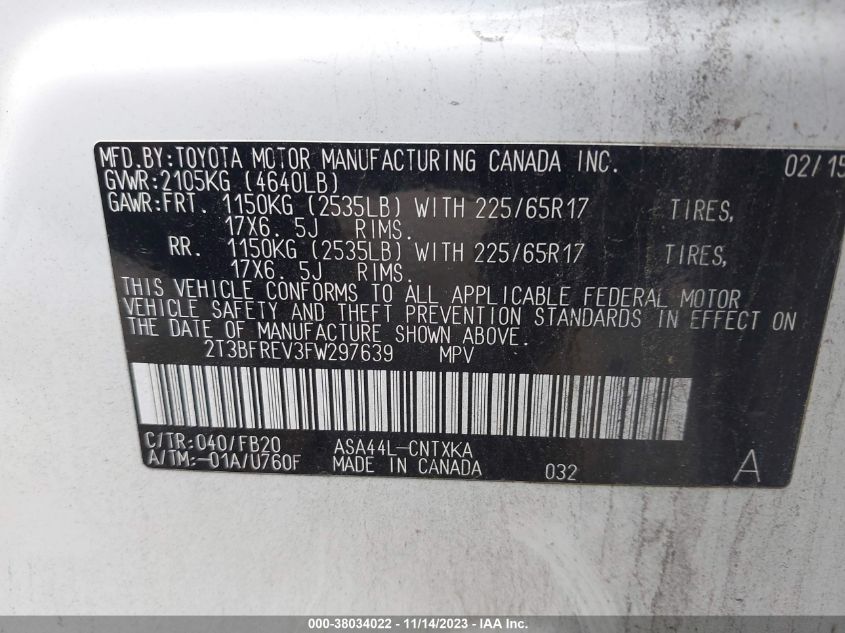 MFD.BY:TOYOTA MOTOR MANUFACTURING CANADA INC. 02/15
GVWR:2105KG (4640LB)
GAWR:FRT. 1150KG (2535LB) WITH 225/65R17 TIRES,
17X6. 5J RIMS.
RR. 1150KG (2535LB) WITH 225/65R17 TIRES,
17X6. 5J RIMS.
THIS VEHICLE CONFORMS TO ALL APPLICABLE FEDERAL MOTOR
VEHICLE SAFETY AND THEFT PREVENTION STANDARDS IN EFFECT ON
THE DATE OF MANUFACTURE SHOWN ABOVE.
2T3BFREV3FW297639 MPV
C/TR:040/FB20 ASA44L-CNTXKA
A/TM:-01A/U760F MADE IN CANADA 032 A
000-38034022 - 11/14/2023 - IAA Inc.